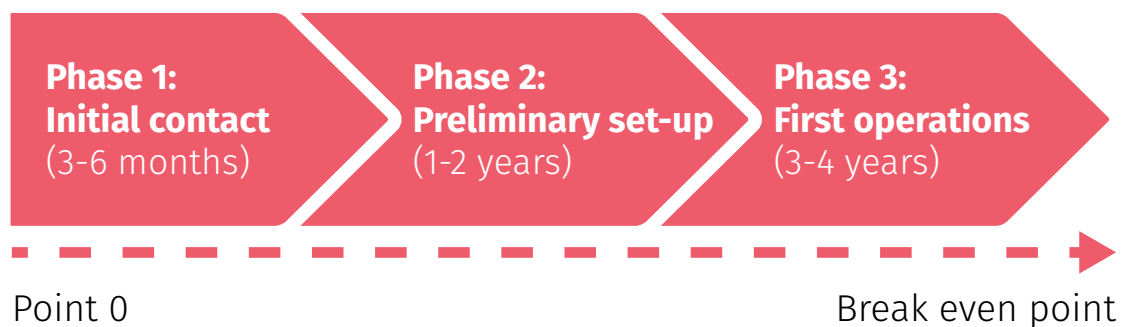 Phase 1:
Initial contact
(3-6 months)
Phase 2:
Preliminary set-up
(1-2 years)
Phase 3:
First operations
(3-4 years)
Point 0
Break even point